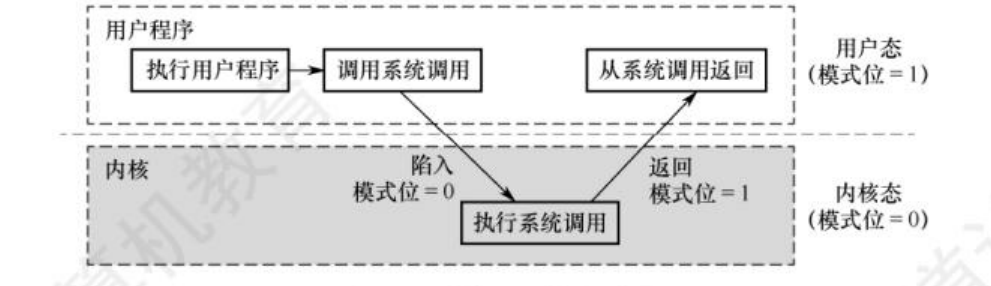 用户程序
执行用户程序
调用系统调用
从系统调用返回
用户态
(模式位=1)
内核
陷入
模式位=0
返回
模式位=1
执行系统调用
内核态
(模式位=0)